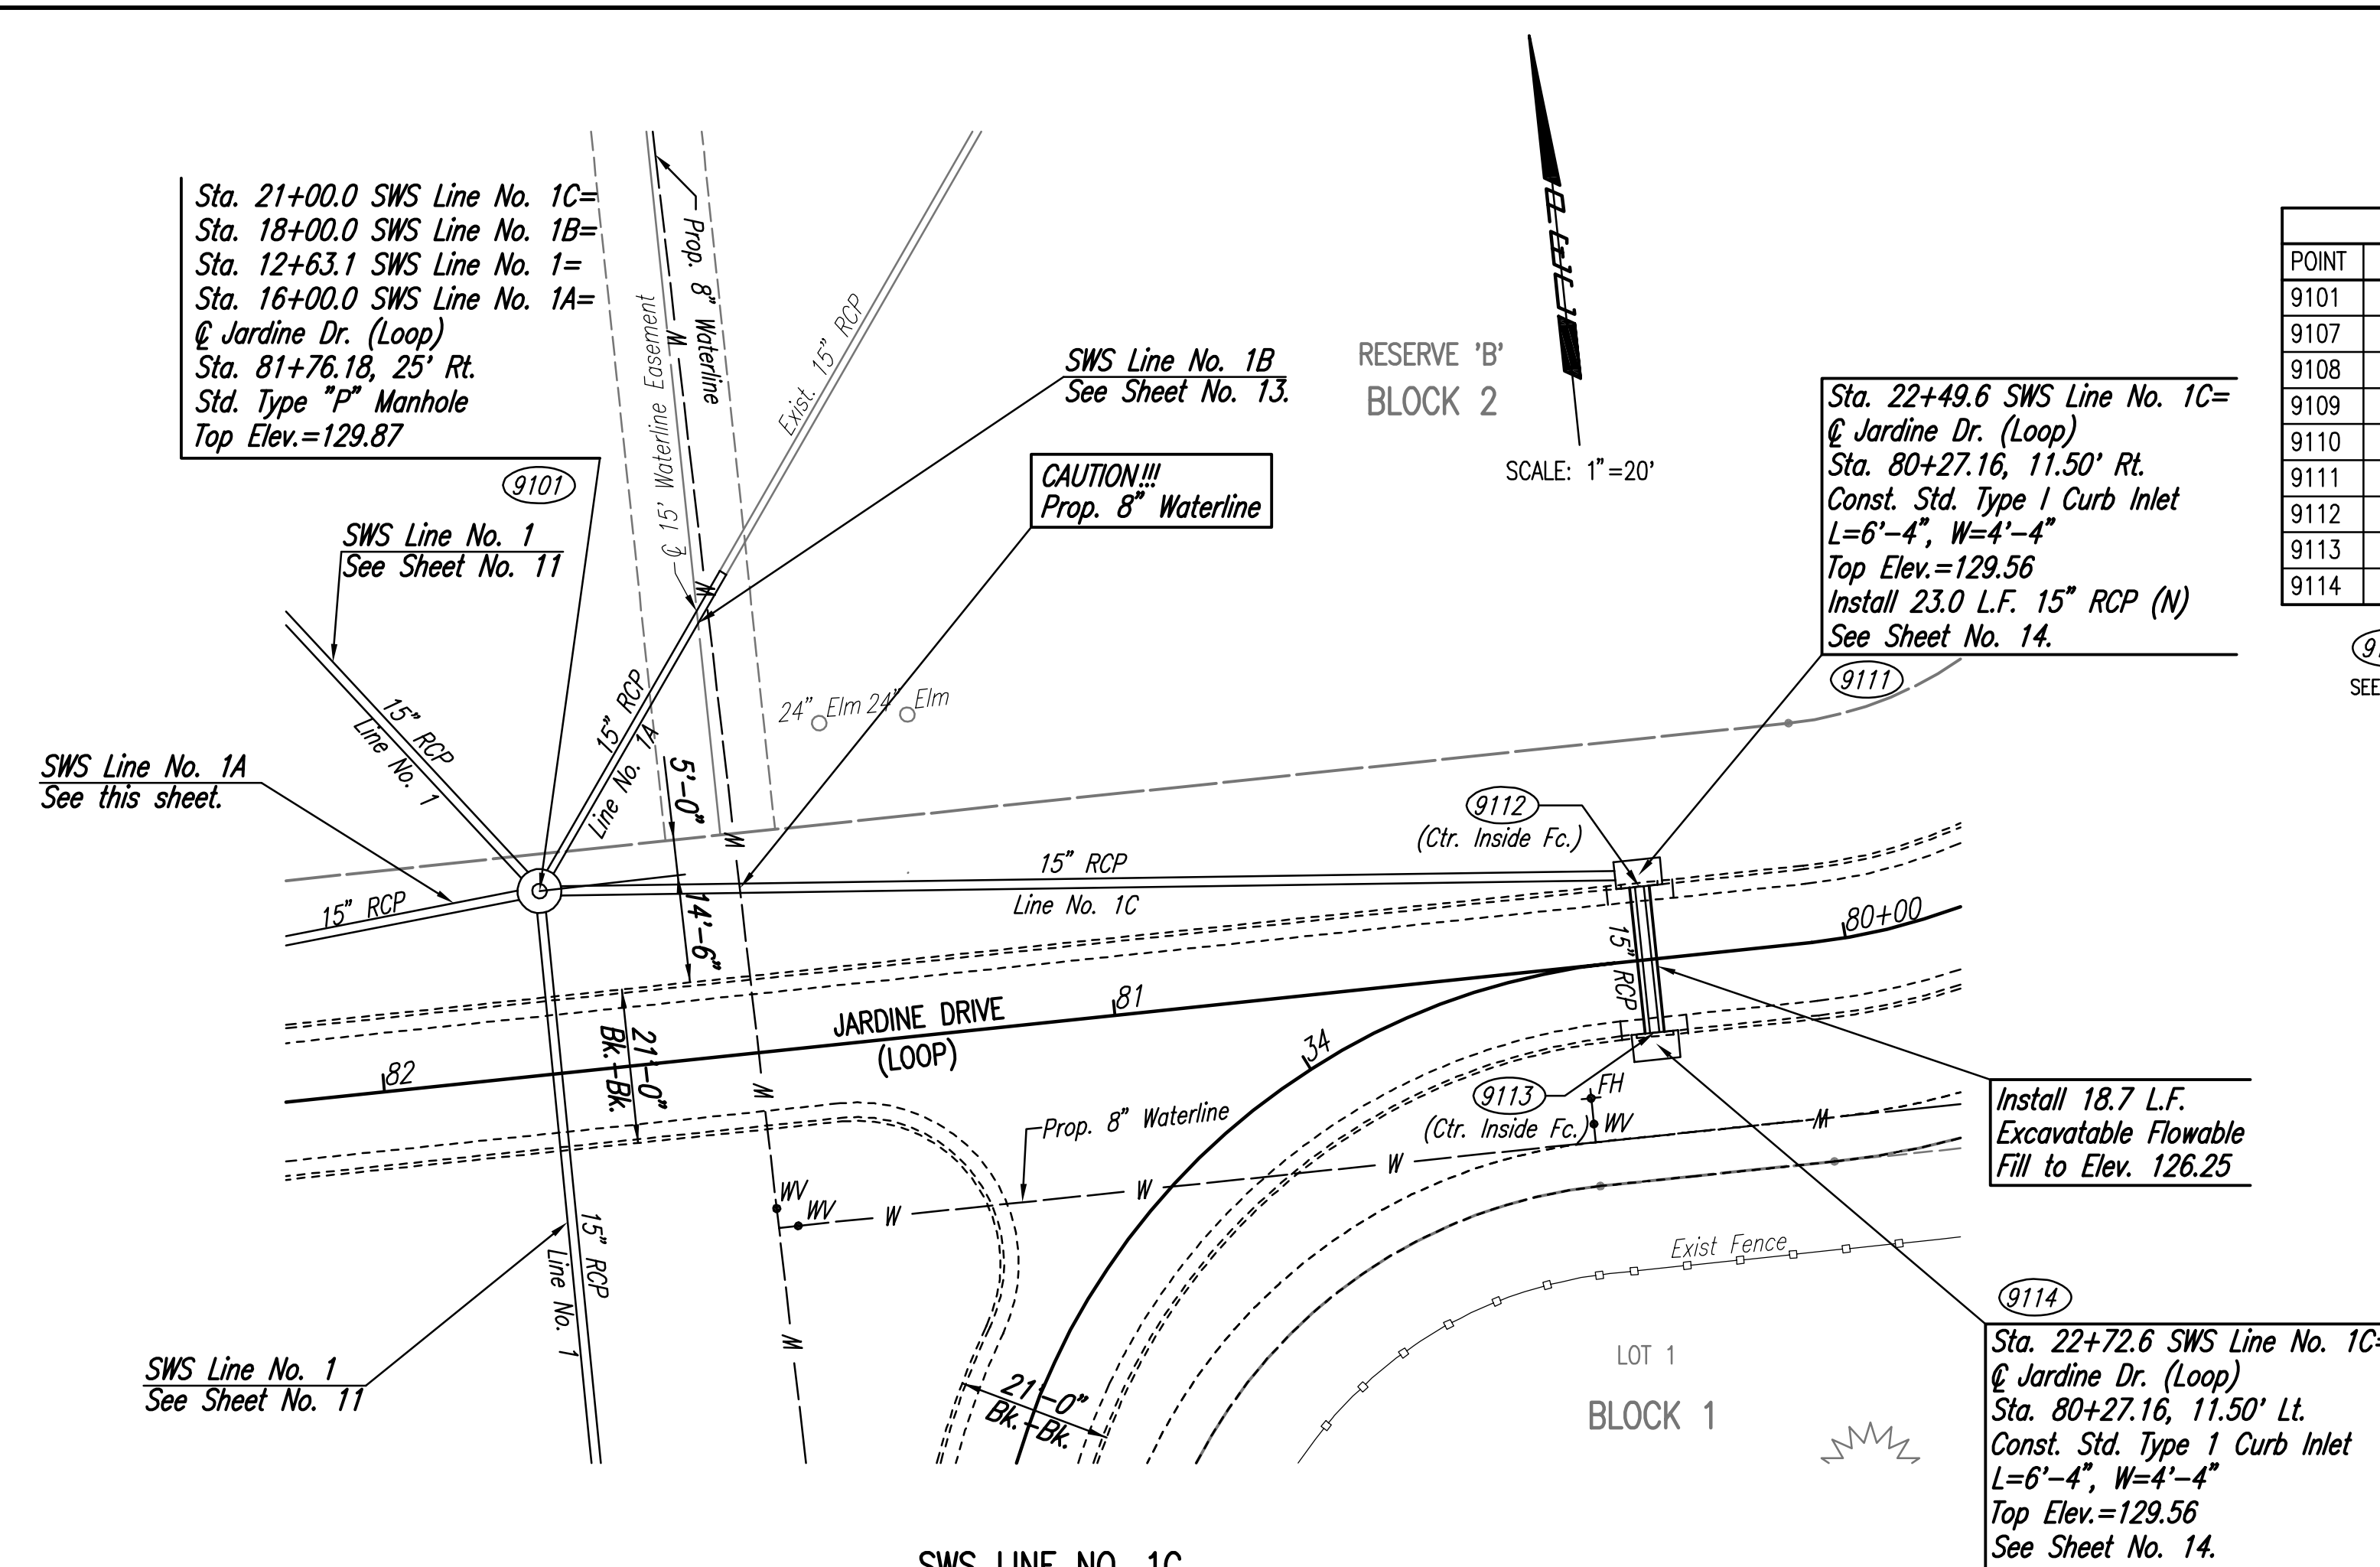 Sta. 21+00.0 SWS Line No. 1C=
Sta. 18+00.0 SWS Line No. 1B=
Sta. 12+63.1 SWS Line No. 1=
Sta. 16+00.0 SWS Line No. 1A=
℄ Jardine Dr. (Loop)
Sta. 81+76.18, 25' Rt.
Std. Type "P" Manhole
Top Elev.=129.87
9101
SWS Line No. 1
See Sheet No. 11
Prop. 8" Waterline
W
℄ 15' Waterline Easement
Exist. 15" RCP
SWS Line No. 1B
See Sheet No. 13.
CAUTION!!!
Prop. 8" Waterline
RESERVE 'B'
BLOCK 2
SCALE: 1"=20'
Sta. 22+49.6 SWS Line No. 1C=
℄ Jardine Dr. (Loop)
Sta. 80+27.16, 11.50' Rt.
Const. Std. Type I Curb Inlet
L=6'-4", W=4'-4"
Top Elev.=129.56
Install 23.0 L.F. 15" RCP (N)
See Sheet No. 14.
9111
POINT
9101
9107
9108
9109
9110
9111
9112
9113
9114
SEE
W
15" RCP
Line No. 1
15" RCP
Line No. 1A
24" Elm
24" Elm
SWS Line No. 1A
See this sheet.
5'-0"
W
15" RCP
14'-6"
15" RCP
Line No. 1C
9112
(Ctr. Inside Fc.)
15" RCP
80+00
82
21'-0"
Bk.-Bk.
JARDINE DRIVE
(LOOP)
81
34
W
Prop. 8" Waterline
9113
(Ctr. Inside Fc.)
FH
WV
W
Install 18.7 L.F.
Excavatable Flowable
Fill to Elev. 126.25
WV
WV
W
W
W
15" RCP
Line No. 1
W
Exist Fence
SWS Line No. 1
See Sheet No. 11
21'-0"
Bk.-Bk.
LOT 1
BLOCK 1
9114
Sta. 22+72.6 SWS Line No. 1C=
℄ Jardine Dr. (Loop)
Sta. 80+27.16, 11.50' Lt.
Const. Std. Type 1 Curb Inlet
L=6'-4", W=4'-4"
Top Elev.=129.56
See Sheet No. 14.
SWS LINE NO. 1C